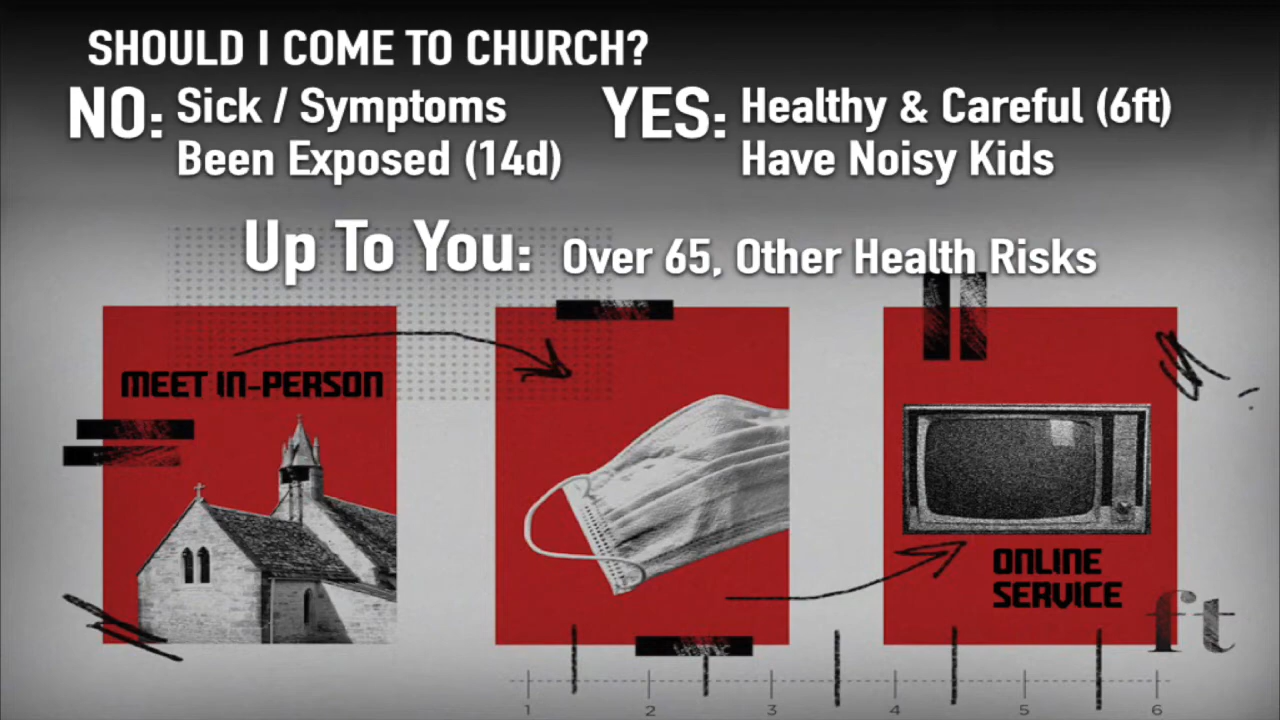 SHOULD I COME TO CHURCH?
NO: Sick / Symptoms
Been Exposed (14d)
YES: Healthy & Careful (6ft)
Have Noisy Kids
Up To You: Over 65, Other Health Risks
MEET IN-PERSON
ONLINE
SERVICE
ft
1 2 3 4 5 6